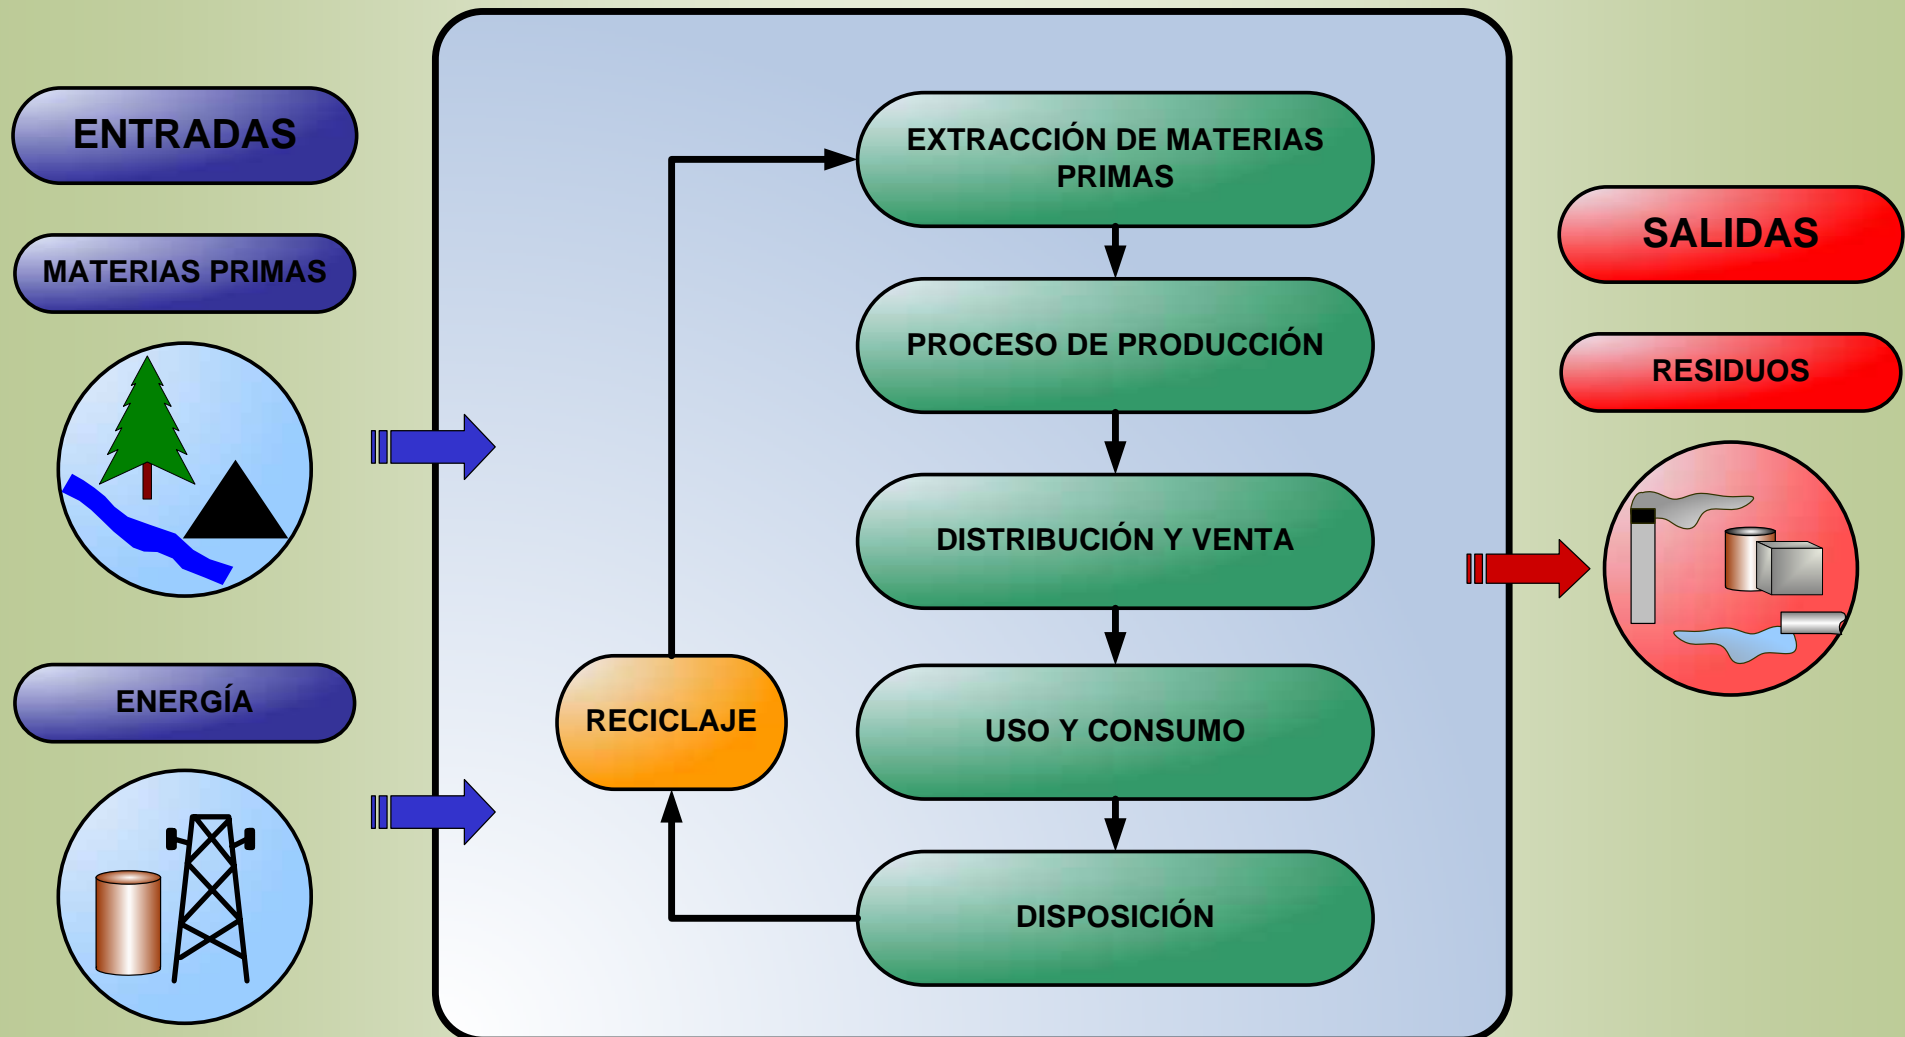 ENTRADAS
MATERIAS PRIMAS
ENERGÍA
EXTRACCIÓN DE MATERIAS
PRIMAS
PROCESO DE PRODUCCIÓN
DISTRIBUCIÓN Y VENTA
USO Y CONSUMO
DISPOSICIÓN
RECICLAJE
SALIDAS
RESIDUOS